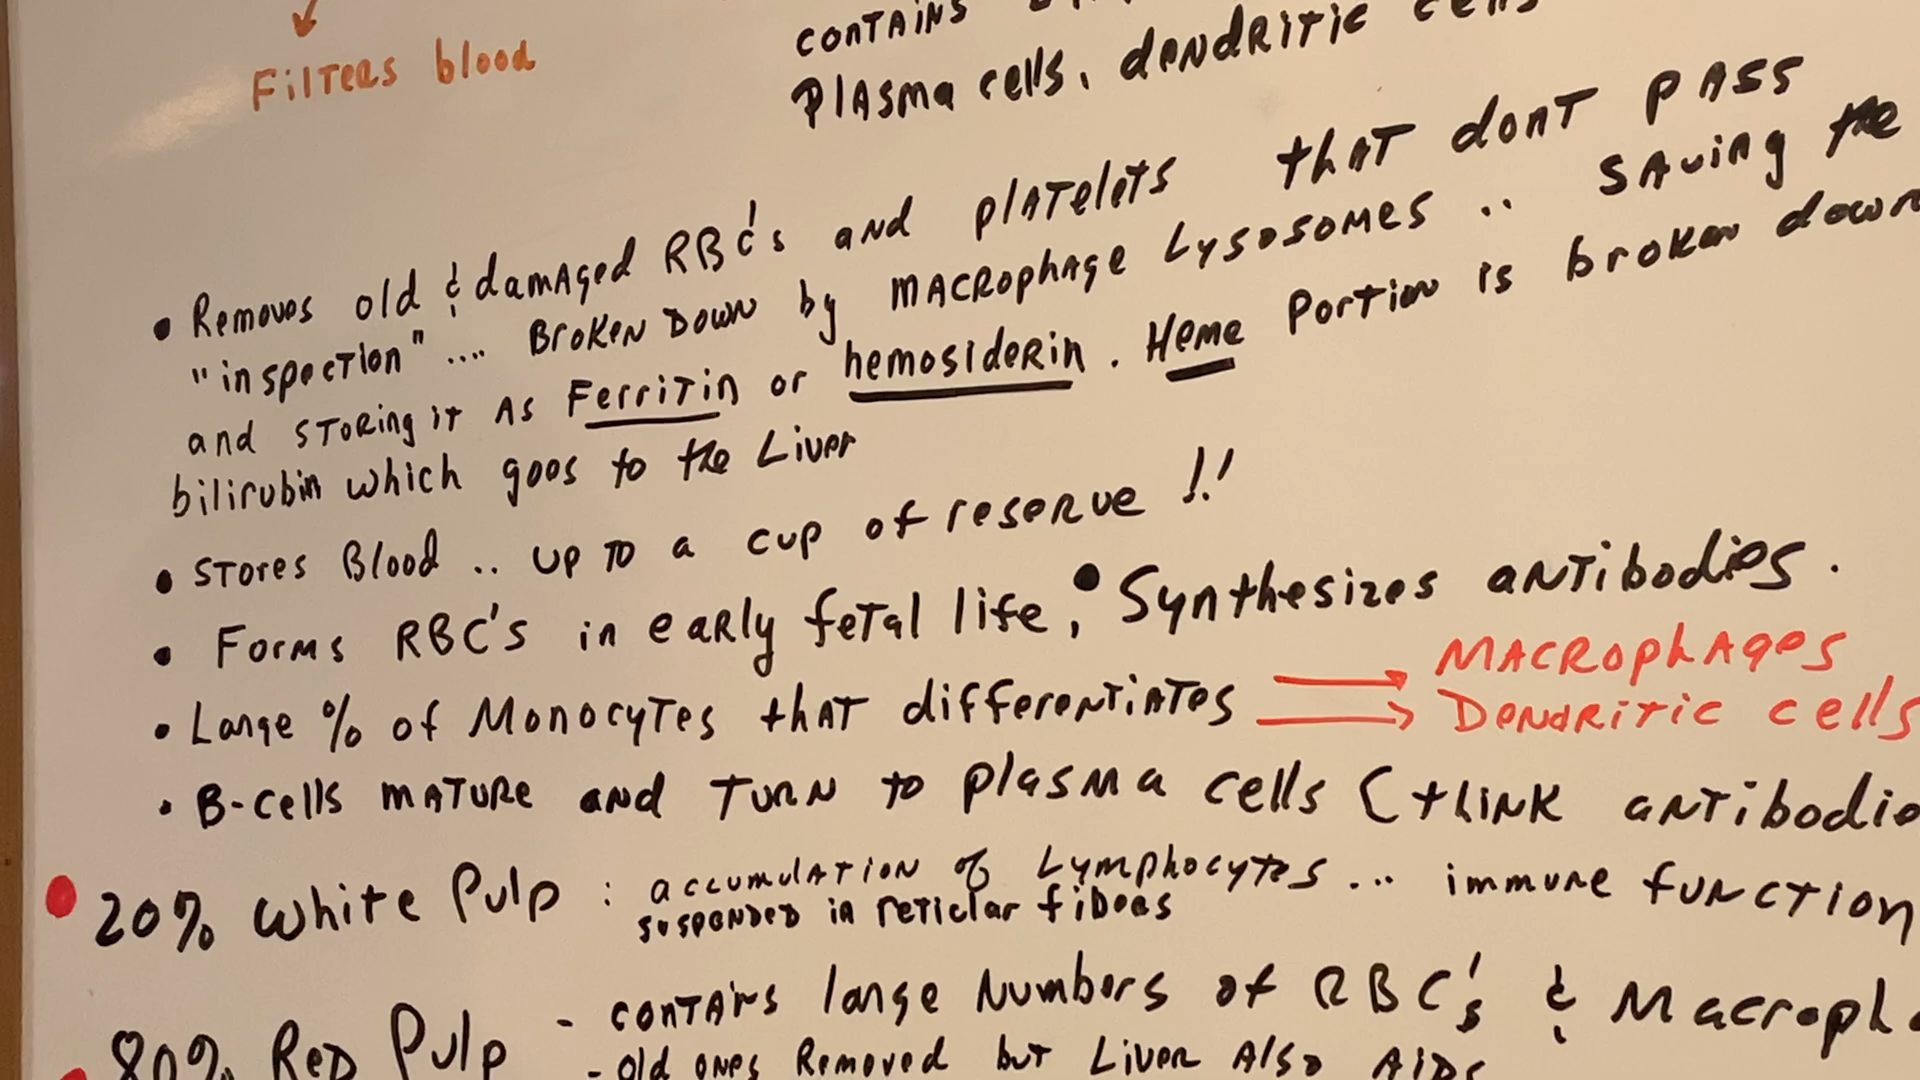 contains
Filters blood
Plasma cells, dendritic cells
• Removes old & damaged RBC's and platelets that dont pass
"inspection" .... Broken Down by macrophage Lysosomes .. saving the
and storing it as Ferritin or hemosiderin. Heme Portion is broken down
bilirubin which goes to the Liver
• Stores Blood .. up to a cup of reserve !!
• Forms RBC's in early fetal life, • Synthesizes antibodies.
• Large % of Monocytes that differentiates → Macrophages
→ Dendritic cells
• B-cells mature and turn to plasma cells (think antibodie
• 20% White Pulp : accumulation of Lymphocytes ... immune function
suspended in reticlar fibers
80% Red Pulp - contains large numbers of RBC's & Macroph
- old ones Removed but Liver Also Aids